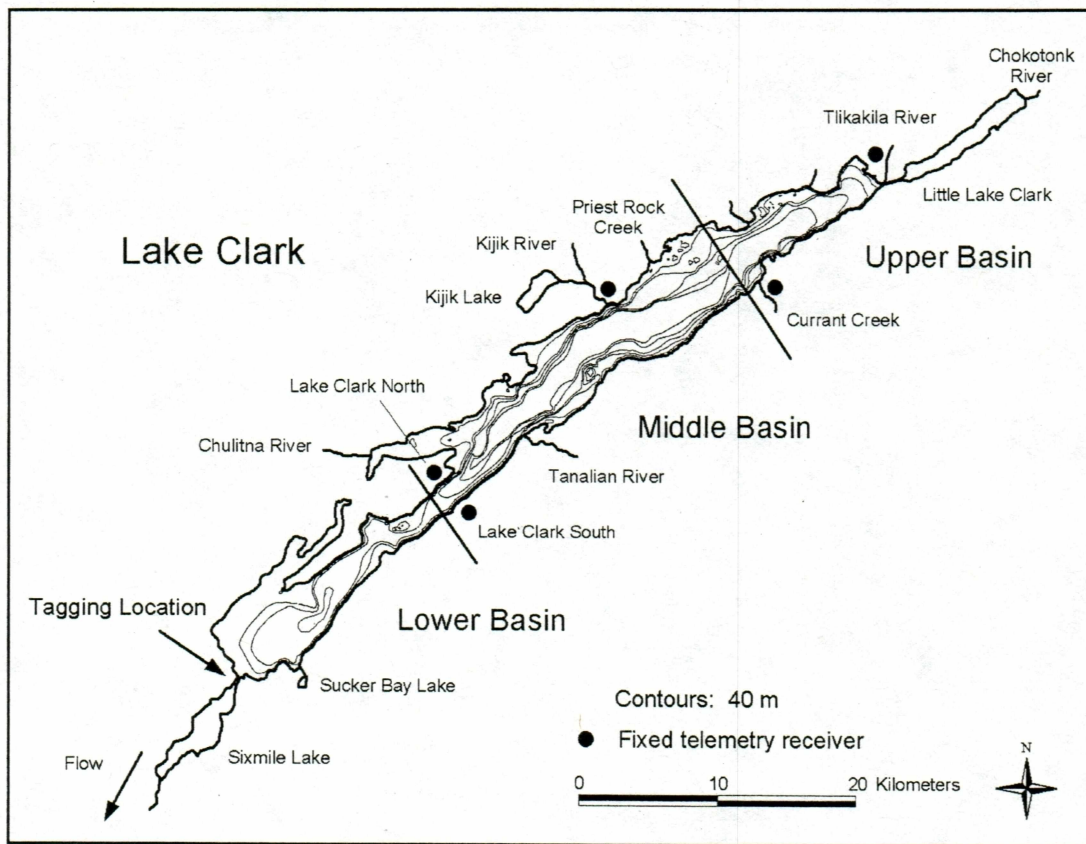 Chokotonk
River
Tlikakila River
Little Lake Clark
Priest Rock
Creek
Kijik River
Lake Clark
Upper Basin
Kijik Lake
Currant Creek
Lake Clark North
Middle Basin
Chulitna River
Tanalian River
Lake Clark South
Tagging Location
Lower Basin
Sucker Bay Lake
Contours: 40 m
Fixed telemetry receiver
Flow
Sixmile Lake
N
0 10 20 Kilometers